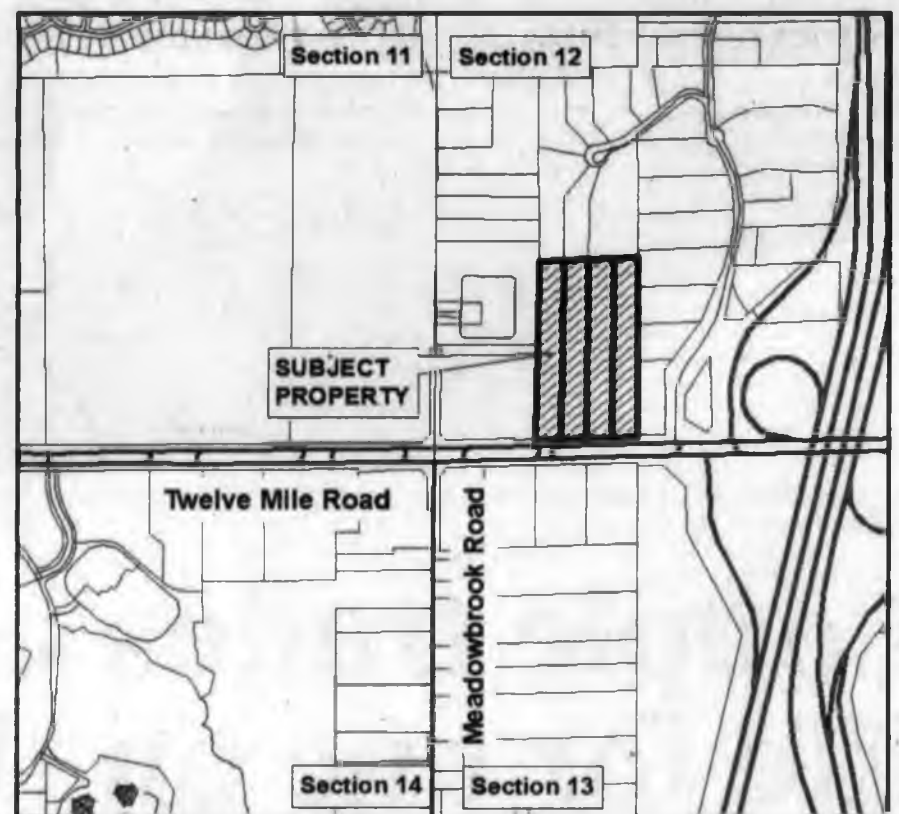 Section 11
Section 12
SUBJECT
PROPERTY
Twelve Mile Road
Meadowbrook Road
Section 14
Section 13